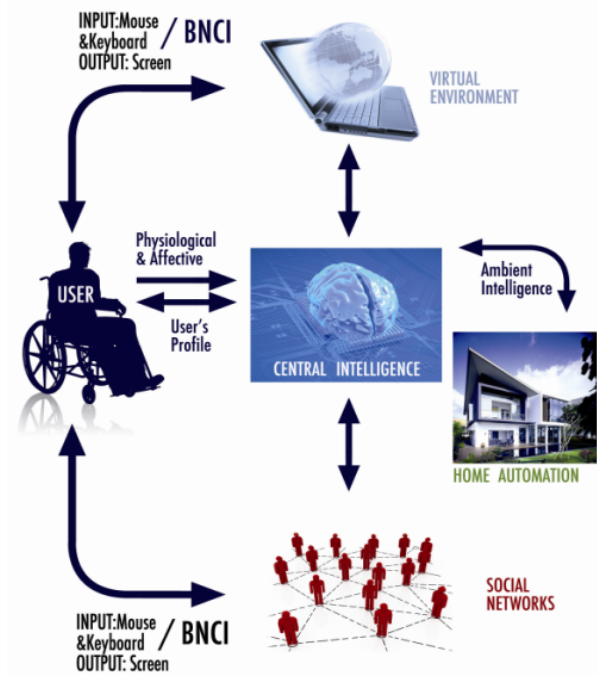 INPUT:Mouse
&Keyboard / BNCI
OUTPUT: Screen
VIRTUAL
ENVIRONMENT
Physiological
& Affective
USER
User's
Profile
CENTRAL INTELLIGENCE
Ambient
Intelligence
HOME AUTOMATION
SOCIAL
NETWORKS
INPUT:Mouse
&Keyboard / BNCI
OUTPUT: Screen